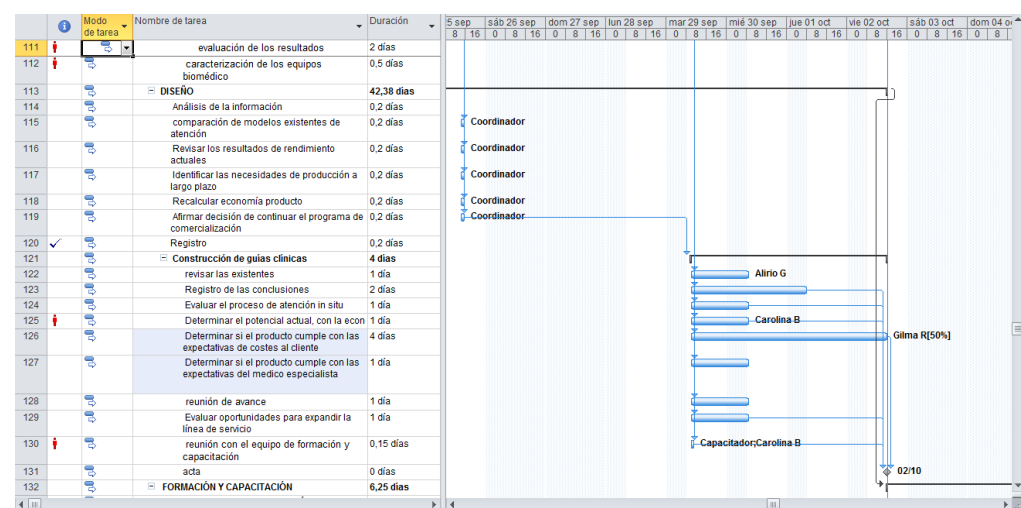 Modo de tarea Nombre de tarea Duración
5 sep sáb 26 sep dom 27 sep lun 28 sep mar 29 sep mié 30 sep jue 01 oct vie 02 oct sáb 03 oct dom 04 o
8 16 0 8 16 0 8 16 0 8 16 0 8 16 0 8 16 0 8 16 0 8 16 0 8 16 0 8
111 evaluación de los resultados 2 días
112 caracterización de los equipos 0,5 días
biomédico
113 DISEÑO 42,38 días
114 Análisis de la información 0,2 días
115 comparación de modelos existentes de 0,2 días Coordinador
atención
116 Revisar los resultados de rendimiento 0,2 días Coordinador
actuales
117 Identificar las necesidades de producción a 0,2 días Coordinador
largo plazo
118 Recalcular economía producto 0,2 días Coordinador
119 Afirmar decisión de continuar el programa de 0,2 días Coordinador
comercialización
120 Registro 0,2 días
121 Construcción de guias clinicas 4 días
122 revisar las existentes 1 día Alirio G
123 Registro de las conclusiones 2 días
124 Evaluar el proceso de atención in situ 1 día
125 Determinar el potencial actual, con la econ 1 día Carolina B
126 Determinar si el producto cumple con las 4 días Gilma R[50%]
expectativas de costes al cliente
127 Determinar si el producto cumple con las 1 día
expectativas del medico especialista
128 reunión de avance 1 día
129 Evaluar oportunidades para expandir la 1 día
línea de servicio
130 reunión con el equipo de formación y 0,15 días Capacitador;Carolina B
capacitación
131 acta 0 días 02/10
132 FORMACIÓN Y CAPACITACIÓN 6,25 días